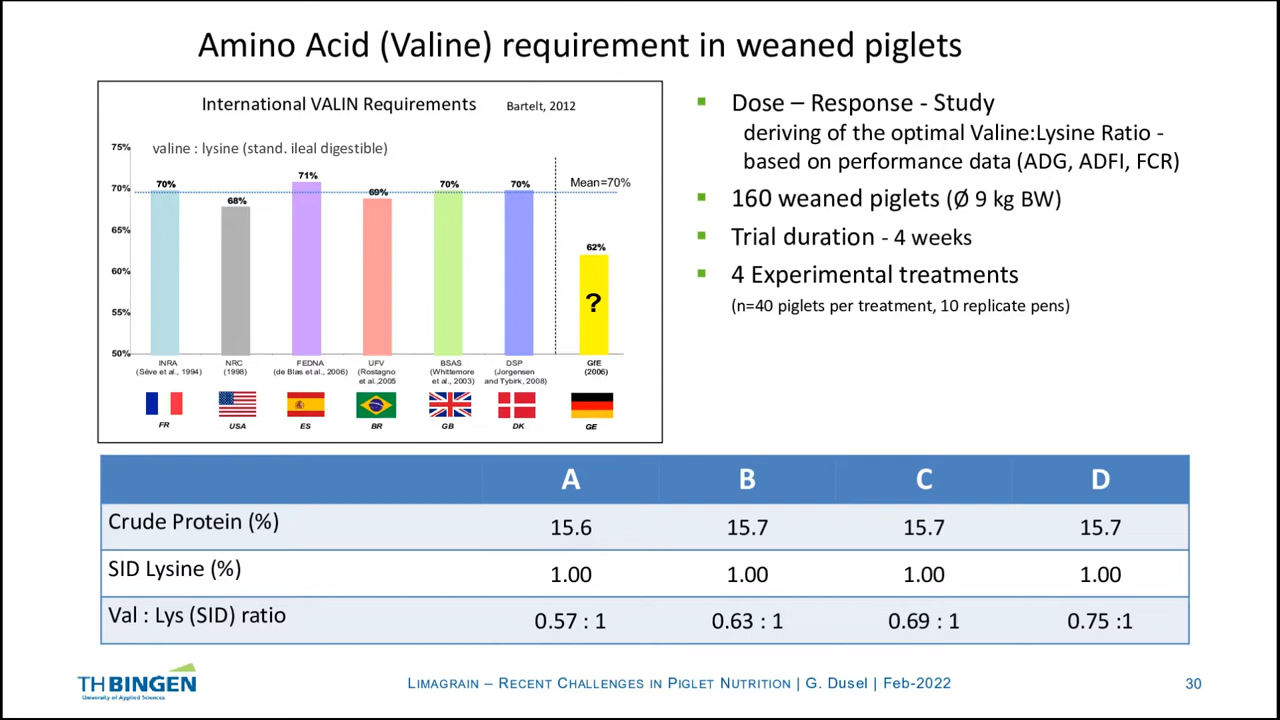 Amino Acid (Valine) requirement in weaned piglets
International VALIN Requirements Bartelt, 2012
valine : lysine (stand. ileal digestible)
75%
70%
65%
60%
55%
50%
70%
68%
71%
69%
70%
70%
Mean=70%
62%
?
INRA
(Sève et al., 1994)
NRC
(1998)
FEDNA
(de Blas et al., 2006)
UFV
(Rostagno
et al.,2005
BSAS
(Whittemore
et al., 2003)
DSP
(Jorgensen
and Tybirk, 2008)
GfE
(2006)
FR
USA
ES
BR
GB
DK
GE
▪ Dose – Response - Study
deriving of the optimal Valine:Lysine Ratio -
based on performance data (ADG, ADFI, FCR)
▪ 160 weaned piglets (Ø 9 kg BW)
▪ Trial duration - 4 weeks
▪ 4 Experimental treatments
(n=40 piglets per treatment, 10 replicate pens)
A B C D
Crude Protein (%) 15.6 15.7 15.7 15.7
SID Lysine (%) 1.00 1.00 1.00 1.00
Val : Lys (SID) ratio 0.57 : 1 0.63 : 1 0.69 : 1 0.75 :1
TH BINGEN
University of Applied Sciences
LIMAGRAIN – RECENT CHALLENGES IN PIGLET NUTRITION | G. Dusel | Feb-2022
30